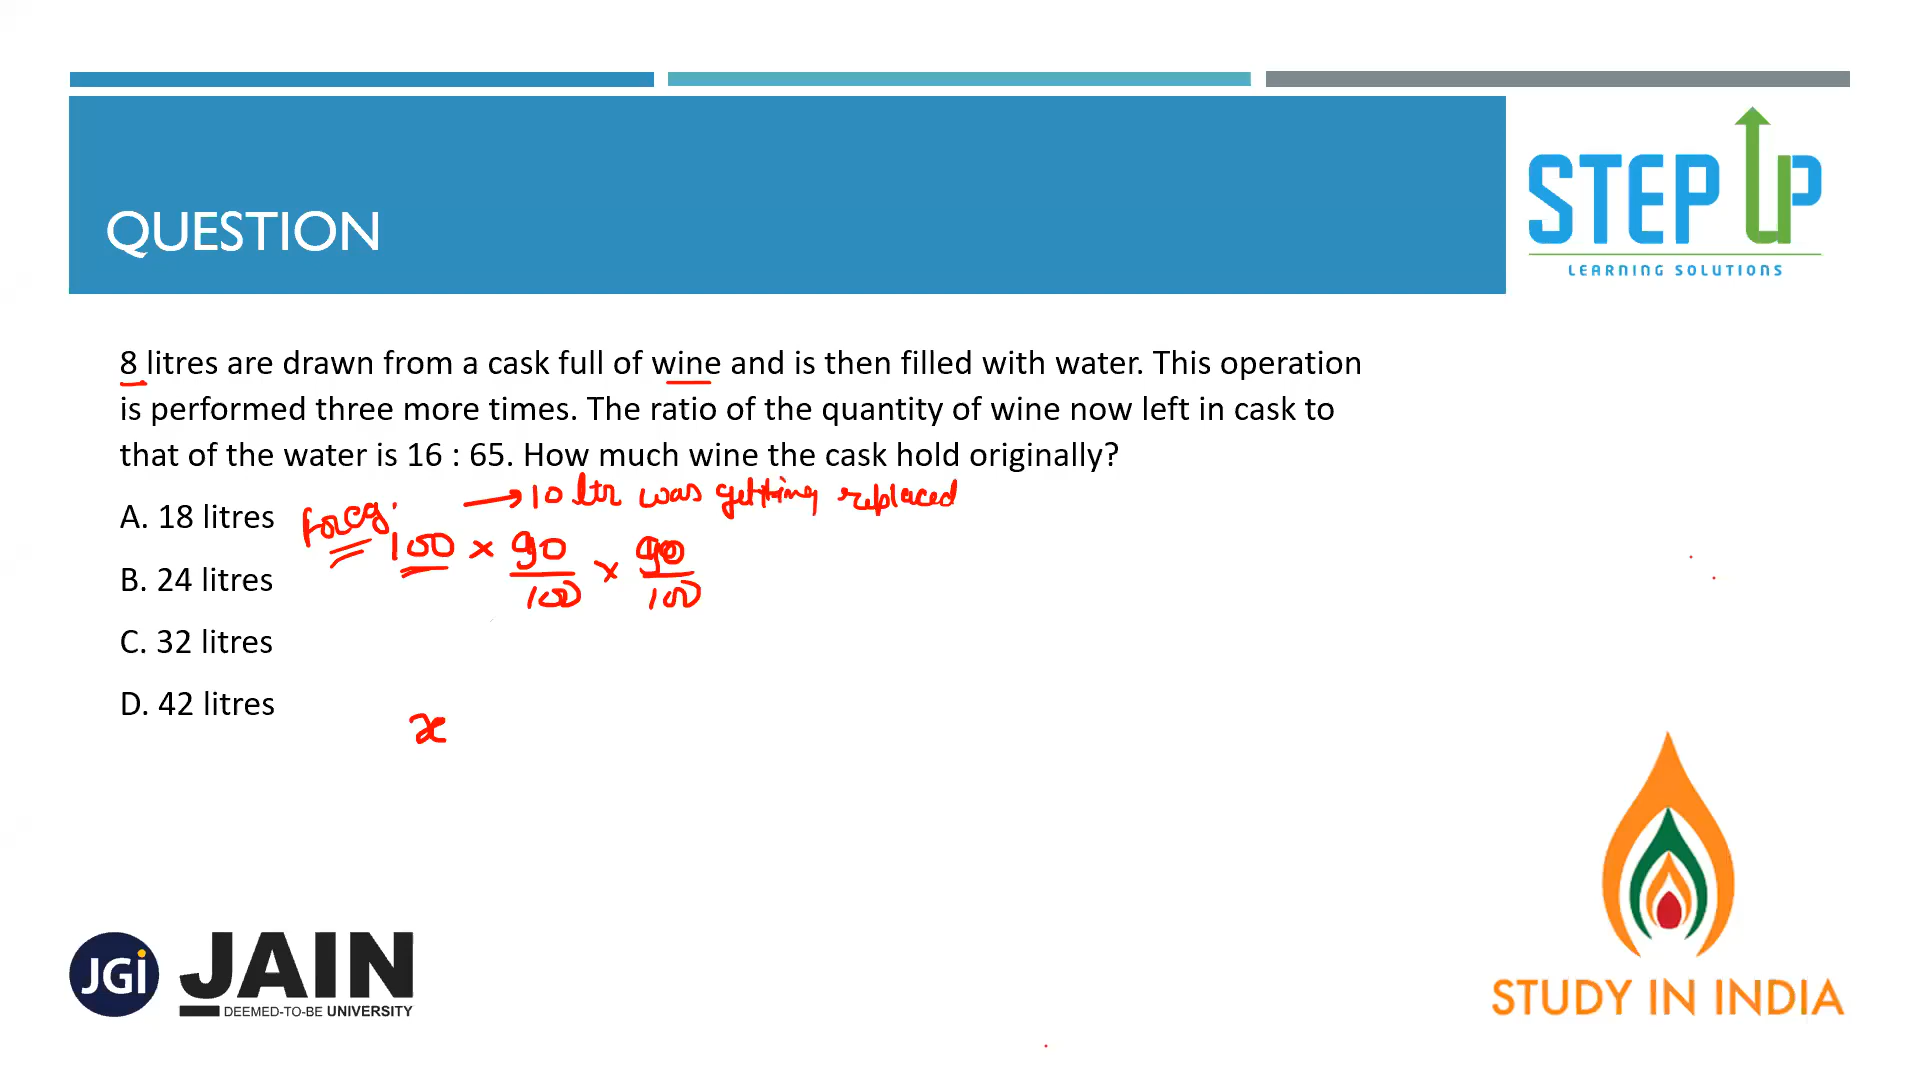 STEP UP
LEARNING SOLUTIONS
QUESTION
8 litres are drawn from a cask full of wine and is then filled with water. This operation
is performed three more times. The ratio of the quantity of wine now left in cask to
that of the water is 16 : 65. How much wine the cask hold originally?
→ 10 ltr was getting replaced
A. 18 litres
For eg:
100 × 90/100 × 90/100
B. 24 litres
C. 32 litres
D. 42 litres
x
JGi JAIN
DEEMED-TO-BE UNIVERSITY
STUDY IN INDIA